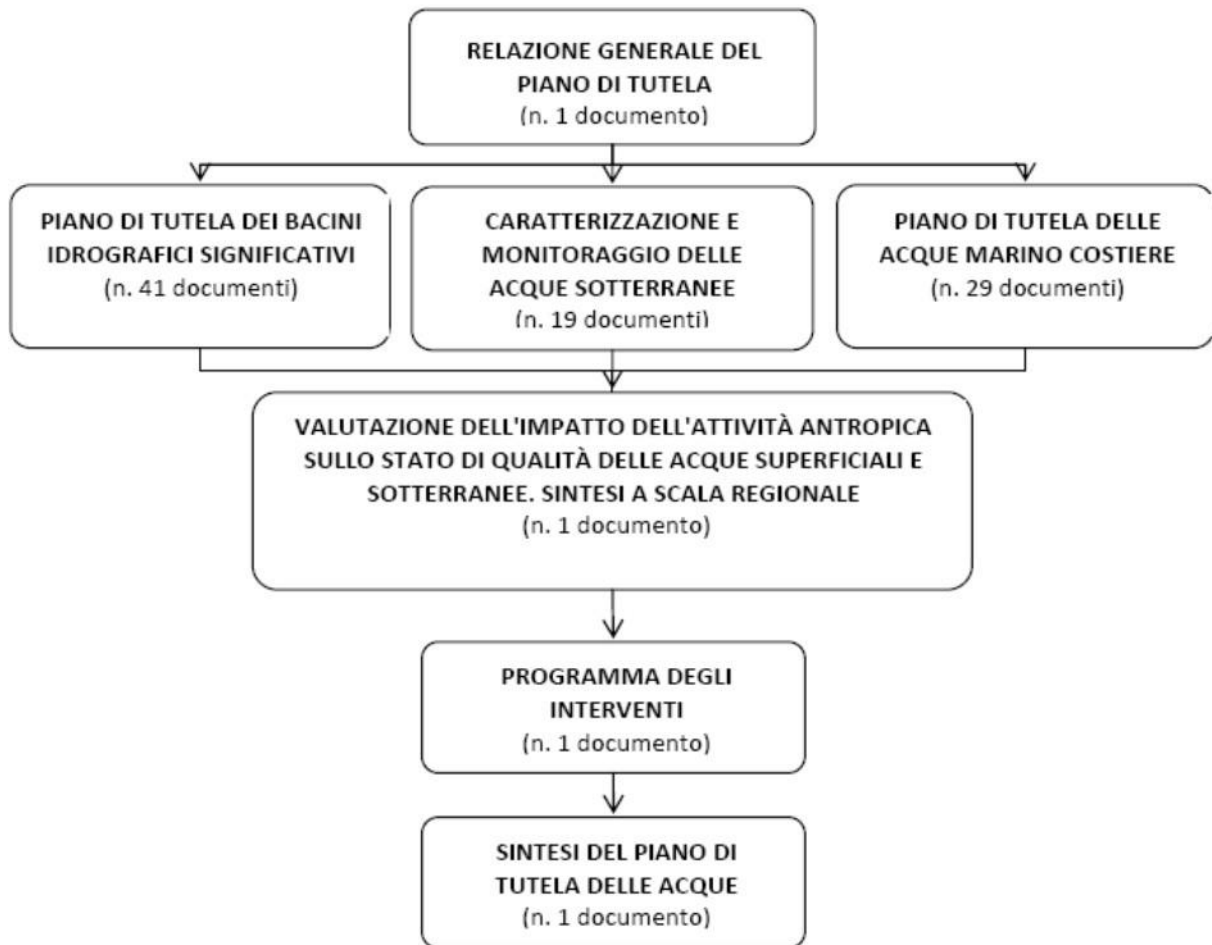 RELAZIONE GENERALE DEL
PIANO DI TUTELA
(n. 1 documento)
PIANO DI TUTELA DEI BACINI
IDROGRAFICI SIGNIFICATIVI
(n. 41 documenti)
CARATTERIZZAZIONE E
MONITORAGGIO DELLE
ACQUE SOTTERRANEE
(n. 19 documenti)
PIANO DI TUTELA DELLE
ACQUE MARINO COSTIERE
(n. 29 documenti)
VALUTAZIONE DELL'IMPATTO DELL'ATTIVITÀ ANTROPICA
SULLO STATO DI QUALITÀ DELLE ACQUE SUPERFICIALI E
SOTTERRANEE. SINTESI A SCALA REGIONALE
(n. 1 documento)
PROGRAMMA DEGLI
INTERVENTI
(n. 1 documento)
SINTESI DEL PIANO DI
TUTELA DELLE ACQUE
(n. 1 documento)